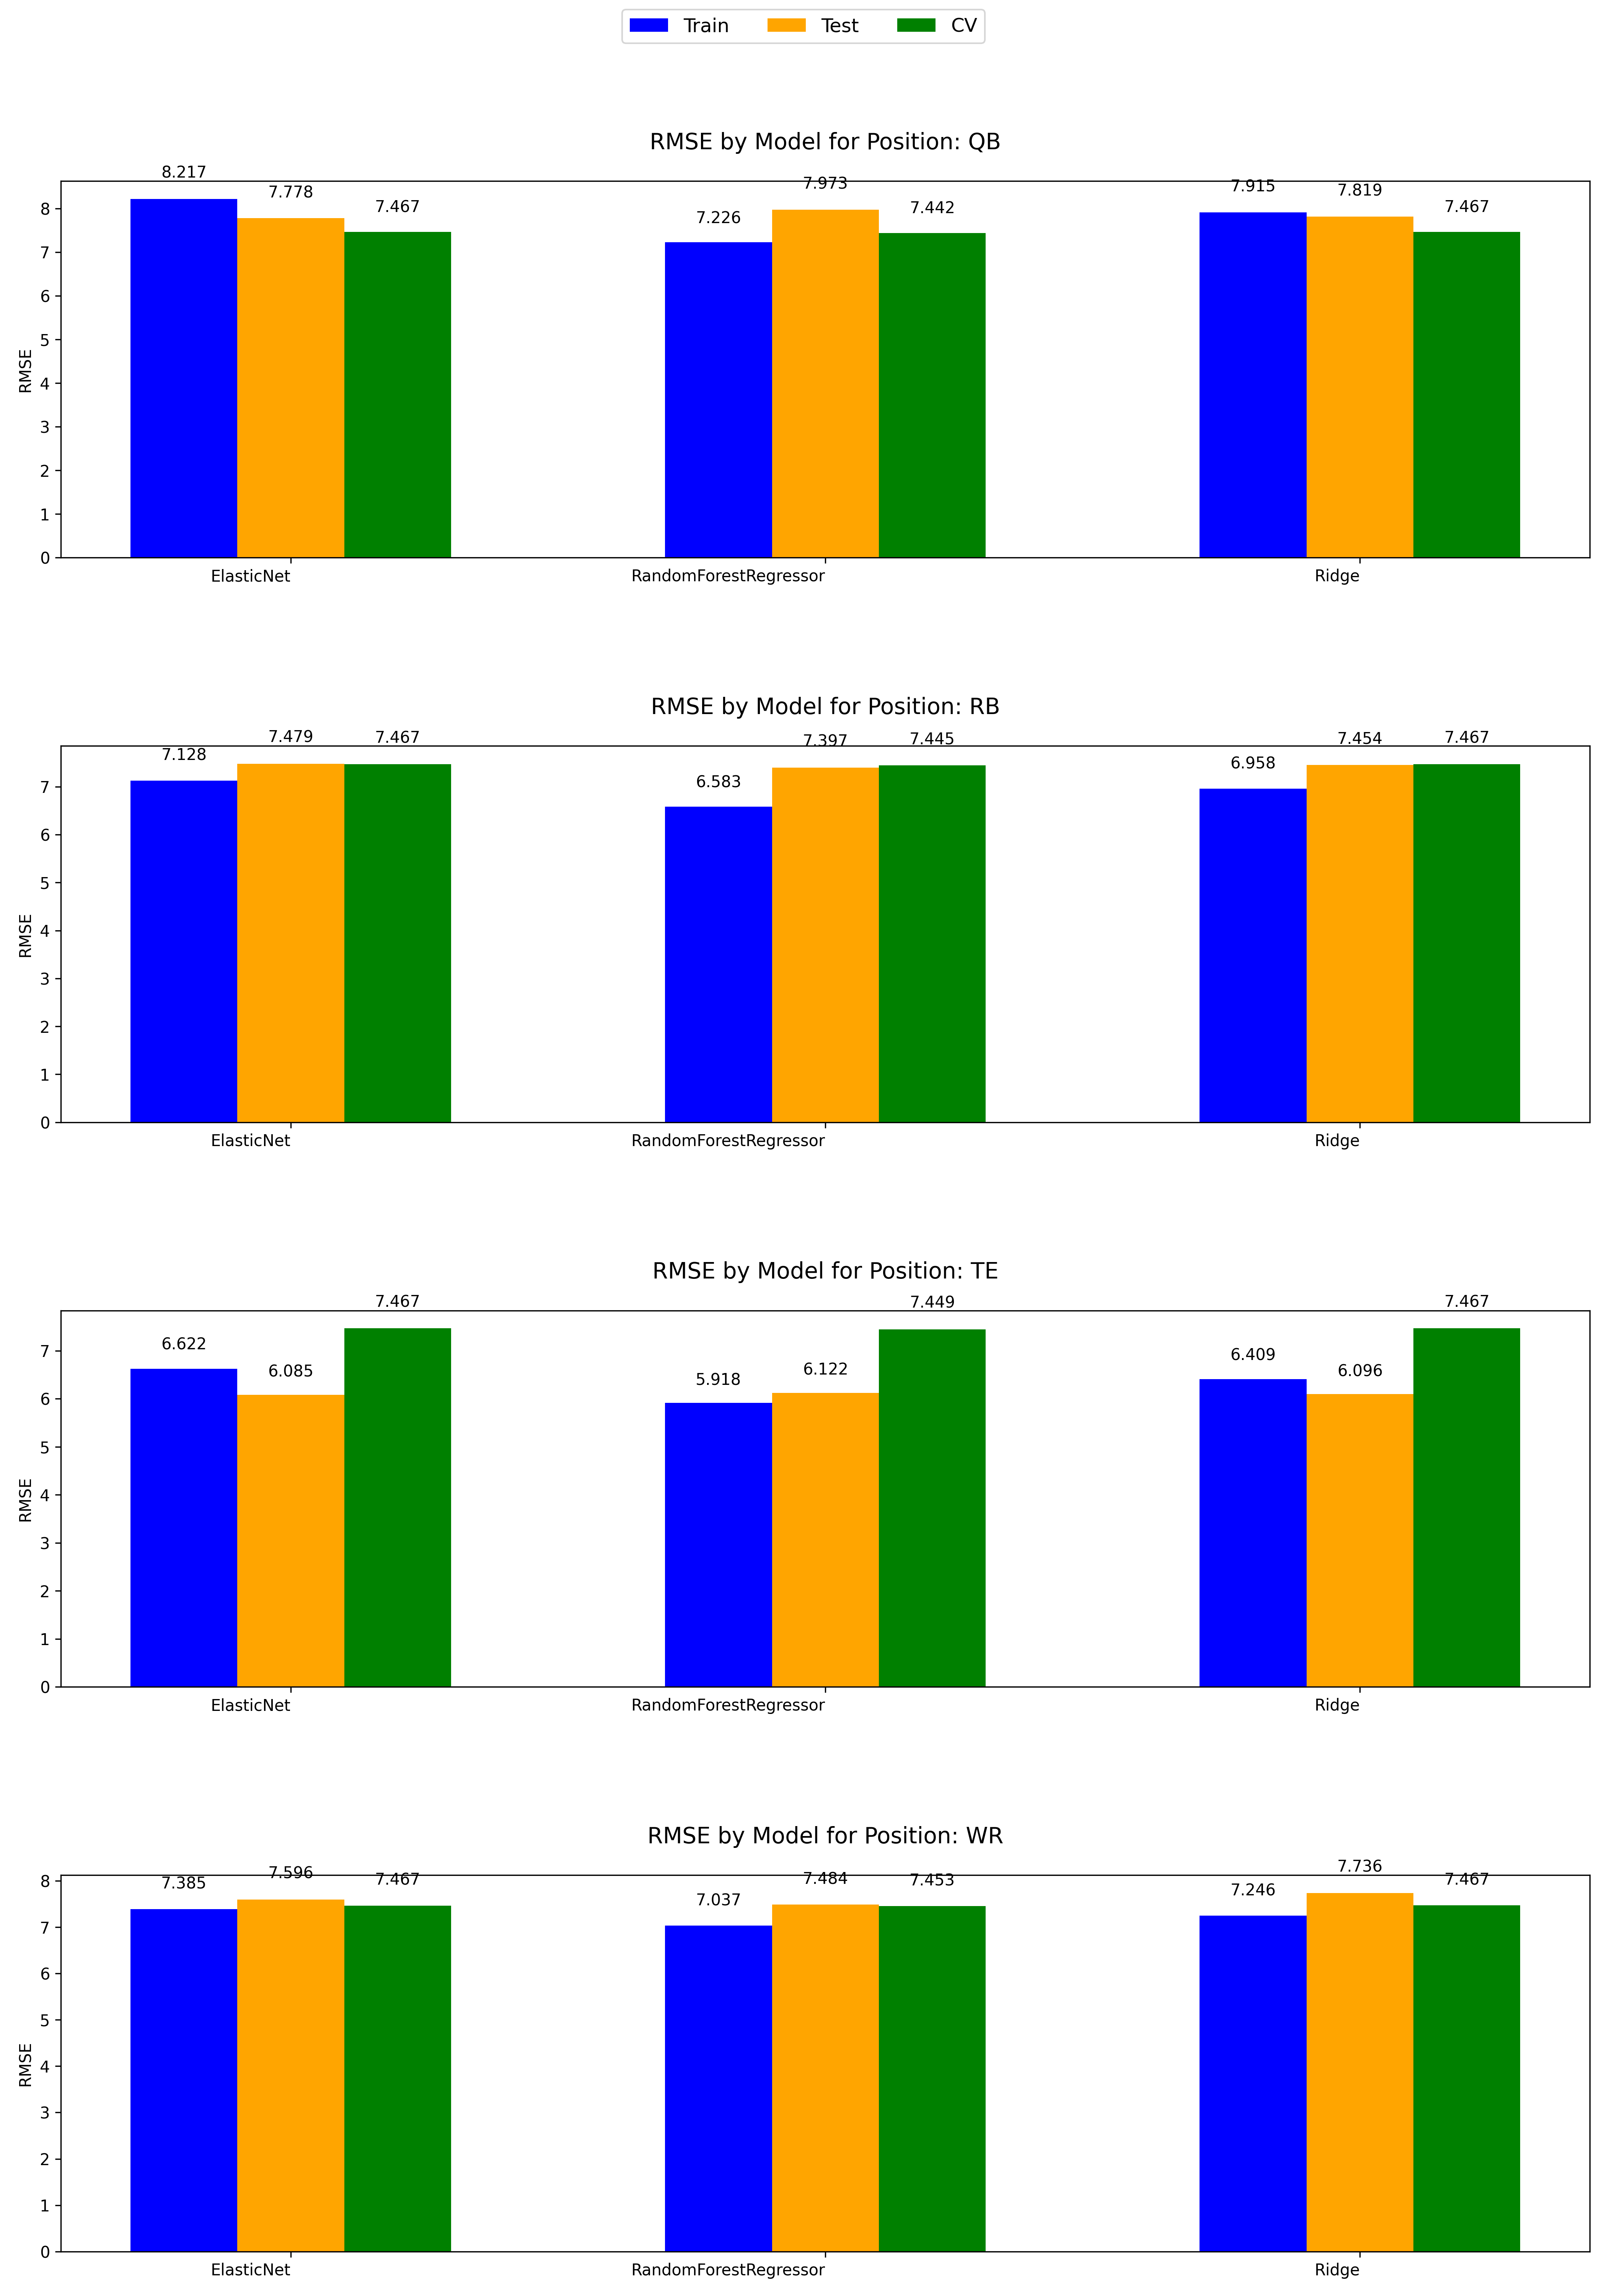 Train Test CV
RMSE by Model for Position: QB
8.217 7.778 7.467 7.226 7.973 7.442 7.915 7.819 7.467
8
7
6
5
4
3
2
1
0
RMSE
ElasticNet RandomForestRegressor Ridge
RMSE by Model for Position: RB
7.128 7.479 7.467 6.583 7.397 7.445 6.958 7.454 7.467
7
6
5
4
3
2
1
0
RMSE
ElasticNet RandomForestRegressor Ridge
RMSE by Model for Position: TE
6.622 6.085 7.467 5.918 6.122 7.449 6.409 6.096 7.467
7
6
5
4
3
2
1
0
RMSE
ElasticNet RandomForestRegressor Ridge
RMSE by Model for Position: WR
7.385 7.596 7.467 7.037 7.484 7.453 7.246 7.736 7.467
8
7
6
5
4
3
2
1
0
RMSE
ElasticNet RandomForestRegressor Ridge